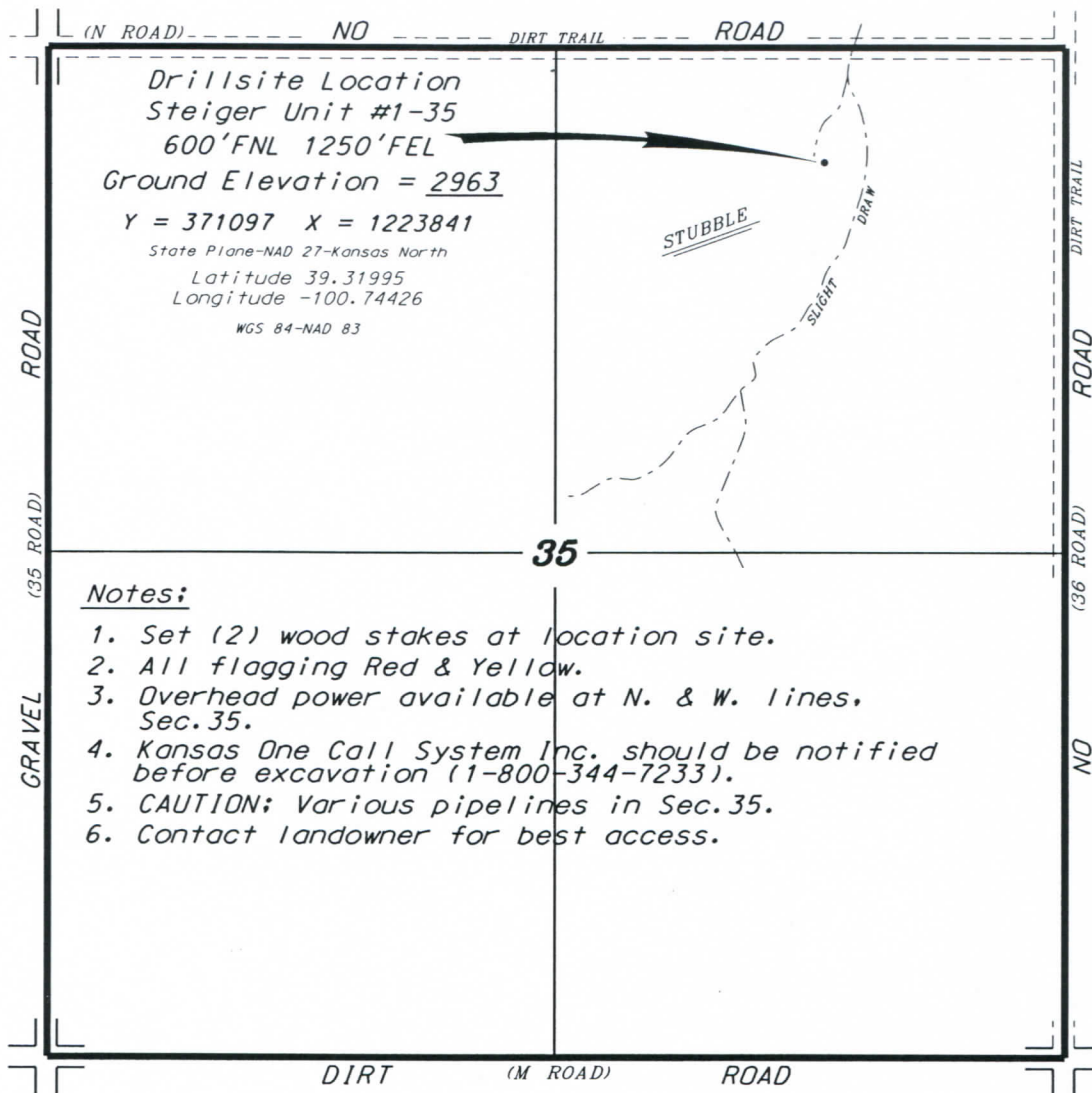 (N ROAD) NO DIRT TRAIL ROAD
Drillsite Location
Steiger Unit #1-35
600'FNL 1250'FEL
Ground Elevation = 2963
Y = 371097 X = 1223841
State Plane-NAD 27-Kansas North
Latitude 39.31995
Longitude -100.74426
WGS 84-NAD 83
STUBBLE
SLIGHT DRAW
GRAVEL (35 ROAD) ROAD
DIRT TRAIL
NO (36 ROAD) ROAD
35
Notes:
1. Set (2) wood stakes at location site.
2. All flagging Red & Yellow.
3. Overhead power available at N. & W. lines,
Sec.35.
4. Kansas One Call System Inc. should be notified
before excavation (1-800-344-7233).
5. CAUTION: Various pipelines in Sec.35.
6. Contact landowner for best access.
DIRT (M ROAD) ROAD